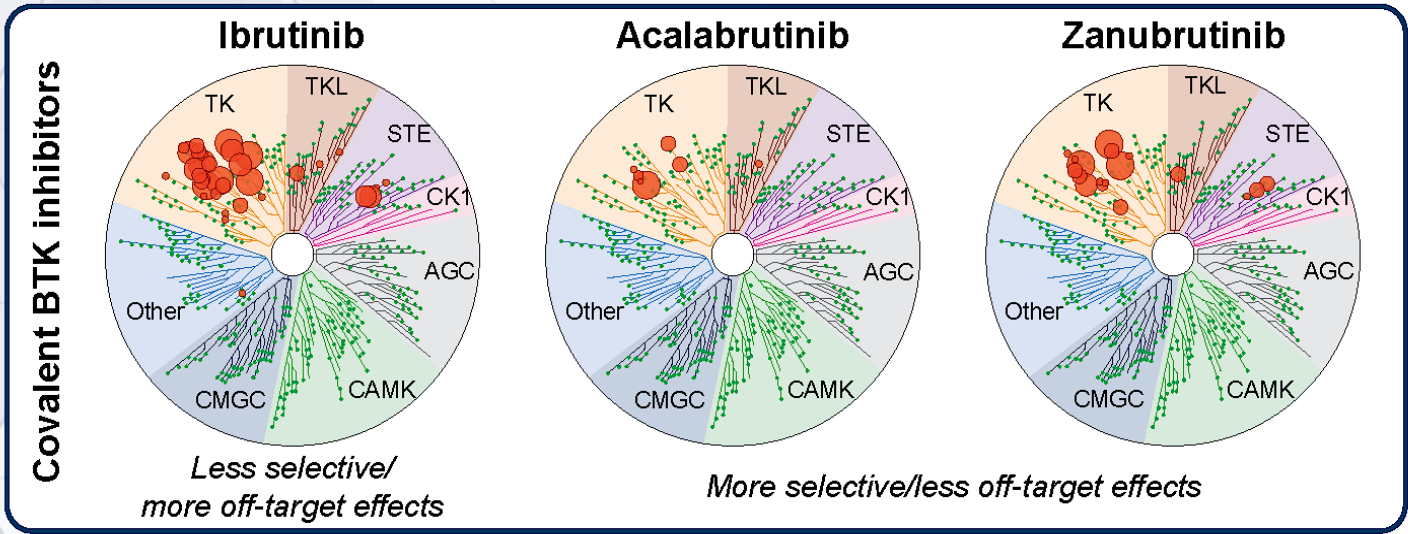 Covalent BTK inhibitors
Ibrutinib
TK
TKL
STE
CK1
AGC
CAMK
CMGC
Other
Less selective/
more off-target effects
Acalabrutinib
TK
TKL
STE
CK1
AGC
CAMK
CMGC
Other
Zanubrutinib
TK
TKL
STE
CK1
AGC
CAMK
CMGC
Other
More selective/less off-target effects